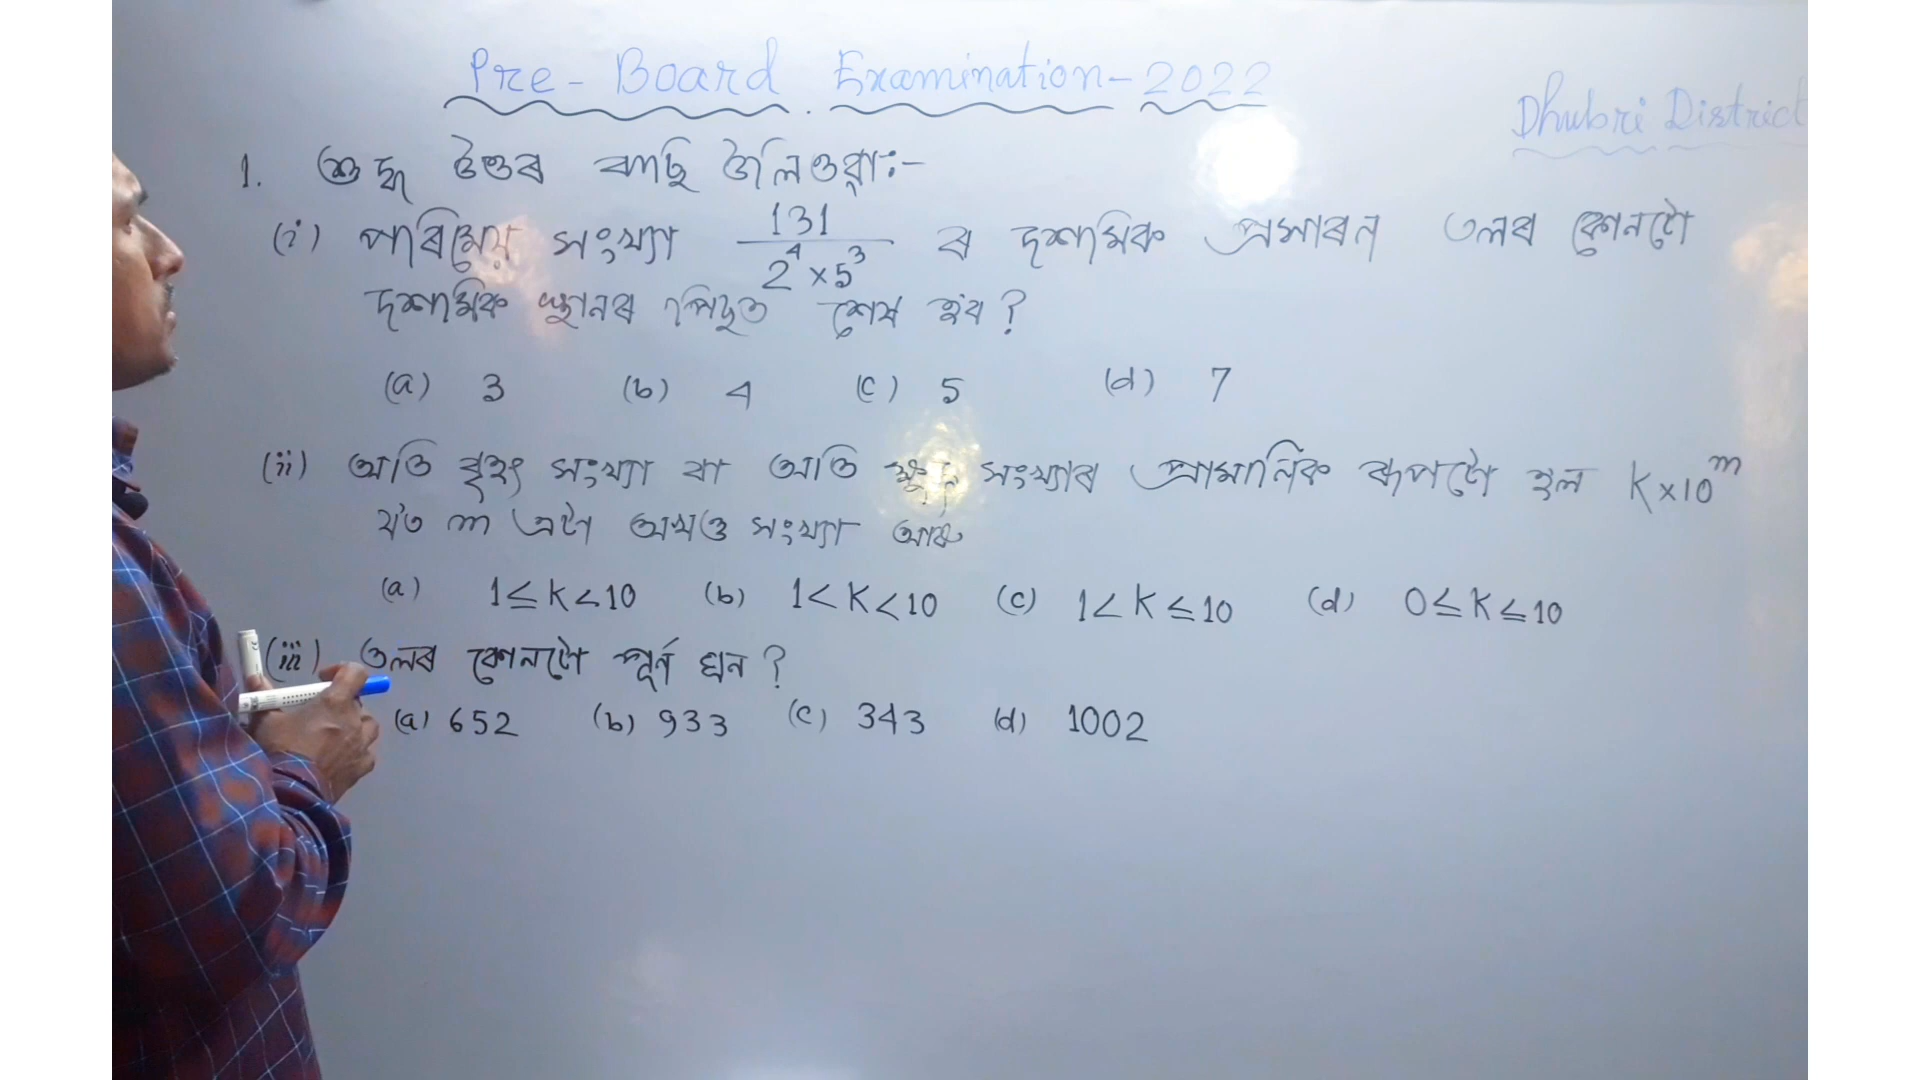 Pre-Board Examination-2022
Dhubri District
1. শুদ্ধ উত্তৰ বাছি উলিওৱা:-
(i) পৰিমেয় সংখ্যা 131/2⁴×5³ ৰ দশমিক প্ৰসাৰন তলৰ কোনটো
দশমিক স্থানৰ পিছত শেষ হ'ব?
(a) 3 (b) 4 (c) 5 (d) 7
(ii) অতি বৃহৎ সংখ্যা বা অতি ক্ষুদ্ৰ সংখ্যাৰ প্ৰামানিক ৰূপটো হ'ল K×10ᵐ
য'ত m এটা অখণ্ড সংখ্যা আৰু
(a) 1≤K<10 (b) 1<K<10 (c) 1<K≤10 (d) 0≤K≤10
(iii) তলৰ কোনটো পূৰ্ন ঘন?
(a) 652 (b) 933 (c) 343 (d) 1002